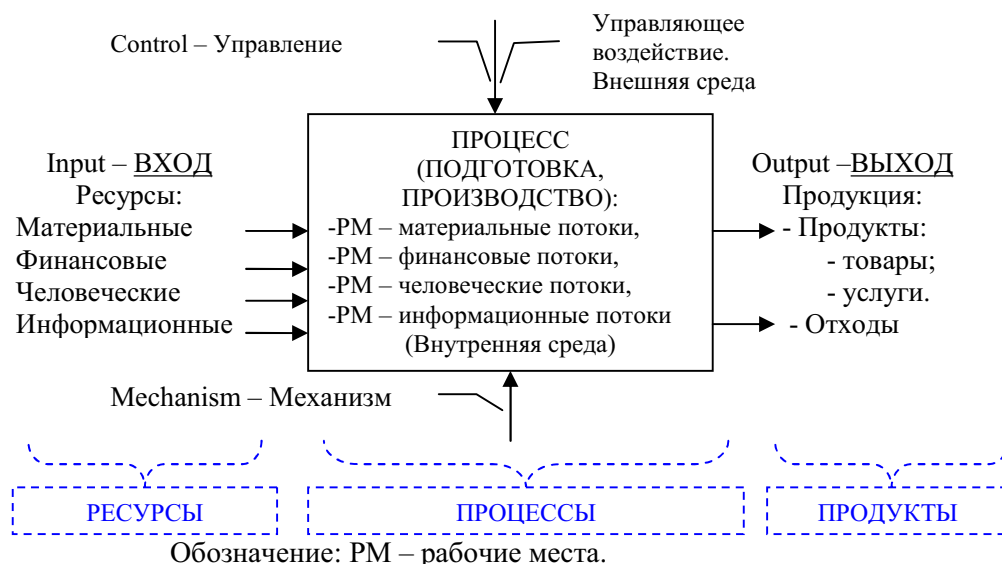 Control – Управление
Управляющее
воздействие.
Внешняя среда
Input – ВХОД
Ресурсы:
Материальные
Финансовые
Человеческие
Информационные
ПРОЦЕСС
(ПОДГОТОВКА,
ПРОИЗВОДСТВО):
-РМ – материальные потоки,
-РМ – финансовые потоки,
-РМ – человеческие потоки,
-РМ – информационные потоки
(Внутренняя среда)
Output –ВЫХОД
Продукция:
- Продукты:
- товары;
- услуги.
- Отходы
Mechanism – Механизм
РЕСУРСЫ
ПРОЦЕССЫ
ПРОДУКТЫ
Обозначение: РМ – рабочие места.